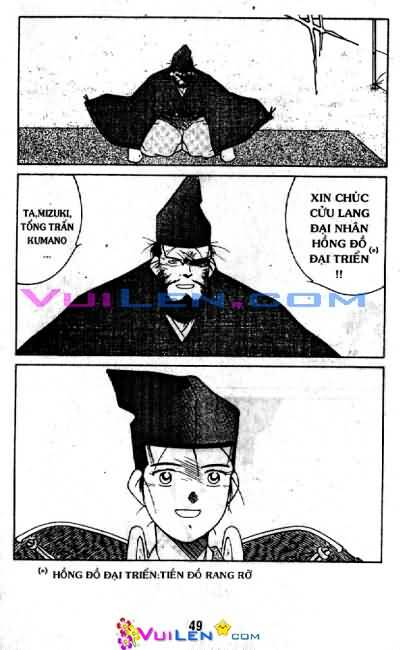 XIN CHÚC
CỬU LANG
ĐẠI NHÂN
HỒNG ĐỒ (*)
ĐẠI TRIỂN
!!
TA, MIZUKI,
TỔNG TRẤN
KUMANO
...
VUILEN.COM
(*) HỒNG ĐỒ ĐẠI TRIỂN:TIỀN ĐỒ RANG RỠ
49
VUILEN.COM